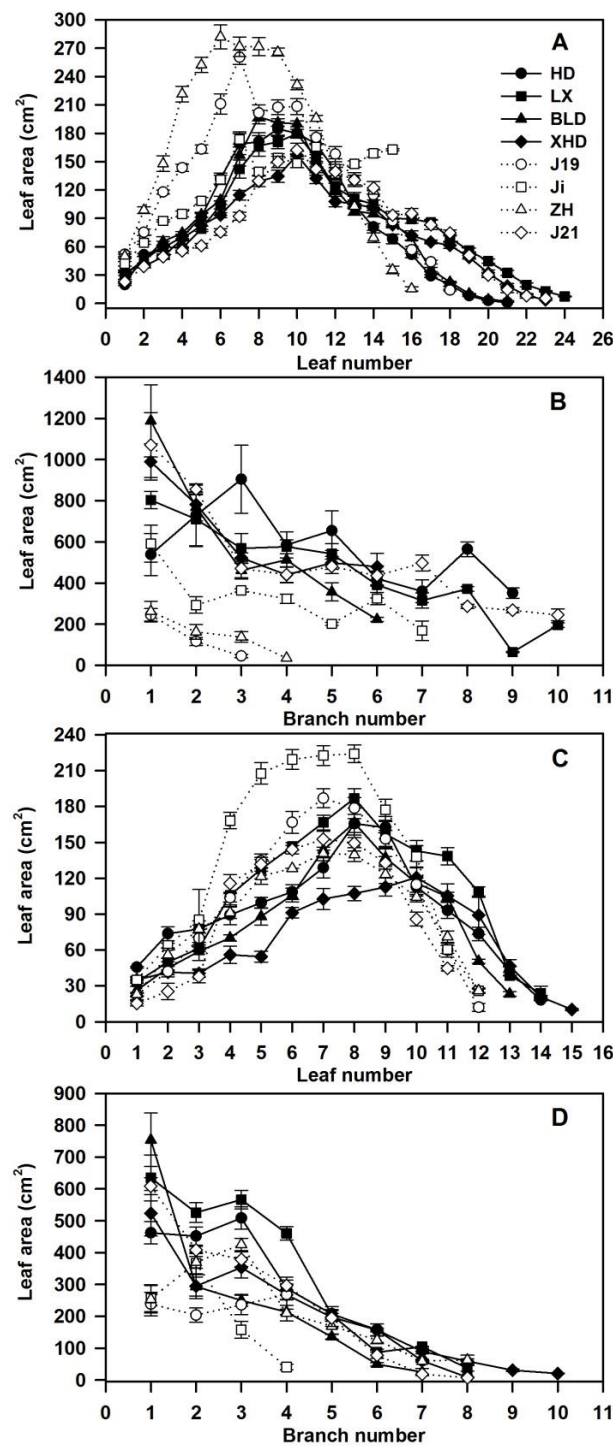 A
Leaf area (cm²)
300
270
240
210
180
150
120
90
60
30
0
HD
LX
BLD
XHD
J19
Ji
ZH
J21
0 2 4 6 8 10 12 14 16 18 20 22 24 26
Leaf number
B
Leaf area (cm²)
1400
1200
1000
800
600
400
200
0
0 1 2 3 4 5 6 7 8 9 10 11
Branch number
C
Leaf area (cm²)
240
210
180
150
120
90
60
30
0
0 1 2 3 4 5 6 7 8 9 10 11 12 13 14 15 16
Leaf number
D
Leaf area (cm²)
900
800
700
600
500
400
300
200
100
0
0 1 2 3 4 5 6 7 8 9 10 11
Branch number